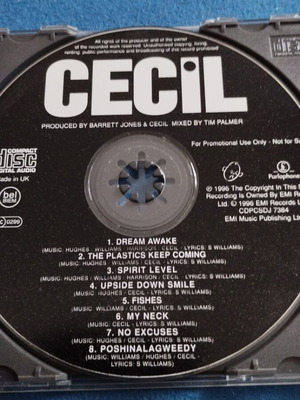 All rights of the producer and of the owner
of the recorded work reserved. Unauthorised copying, hiring,
renting, public performance and broadcasting of this record prohibited
CECIL
PRODUCED BY BARRETT JONES & CECIL MIXED BY TIM PALMER
For Promotional Use Only - Not for
COMPACT
disc
DIGITAL AUDIO
Made in UK
Del
0299
PARLOPHONE
℗ 1996 The Copyright in This
Recording Is Owned By EMI
Ltd. © 1996 EMI Records
CDPCSDJ 7384
EMI Music Publishing
1. DREAM AWAKE
(MUSIC: HUGHES WILLIAMS HARRISON CECIL LYRICS: S WILLIAMS)
2. THE PLASTICS KEEP COMING
(MUSIC: WILLIAMS / HUGHES / CECIL - LYRICS: S WILLIAMS)
3. SPIRIT LEVEL
(MUSIC: HUGHES WILLIAMS HARRISON CECIL LYRICS: S WILLIAMS)
4. UPSIDE DOWN SMILE
(MUSIC: HUGHES CECIL LYRICS: S WILLIAMS)
5. FISHES
(MUSIC: WILLIAMS CECIL LYRICS: S WILLIAMS)
6. MY NECK
(MUSIC: HUGHES WILLIAMS CECIL LYRICS: S WILLIAMS)
7. NO EXCUSES
(MUSIC: HUGHES / HARRISON / CECIL - LYRICS: S WILLIAMS)
8. POSHINALAGWEEDY
(MUSIC: WILLIAMS / HUGHES / CECIL - LYRICS: S WILLIAMS)